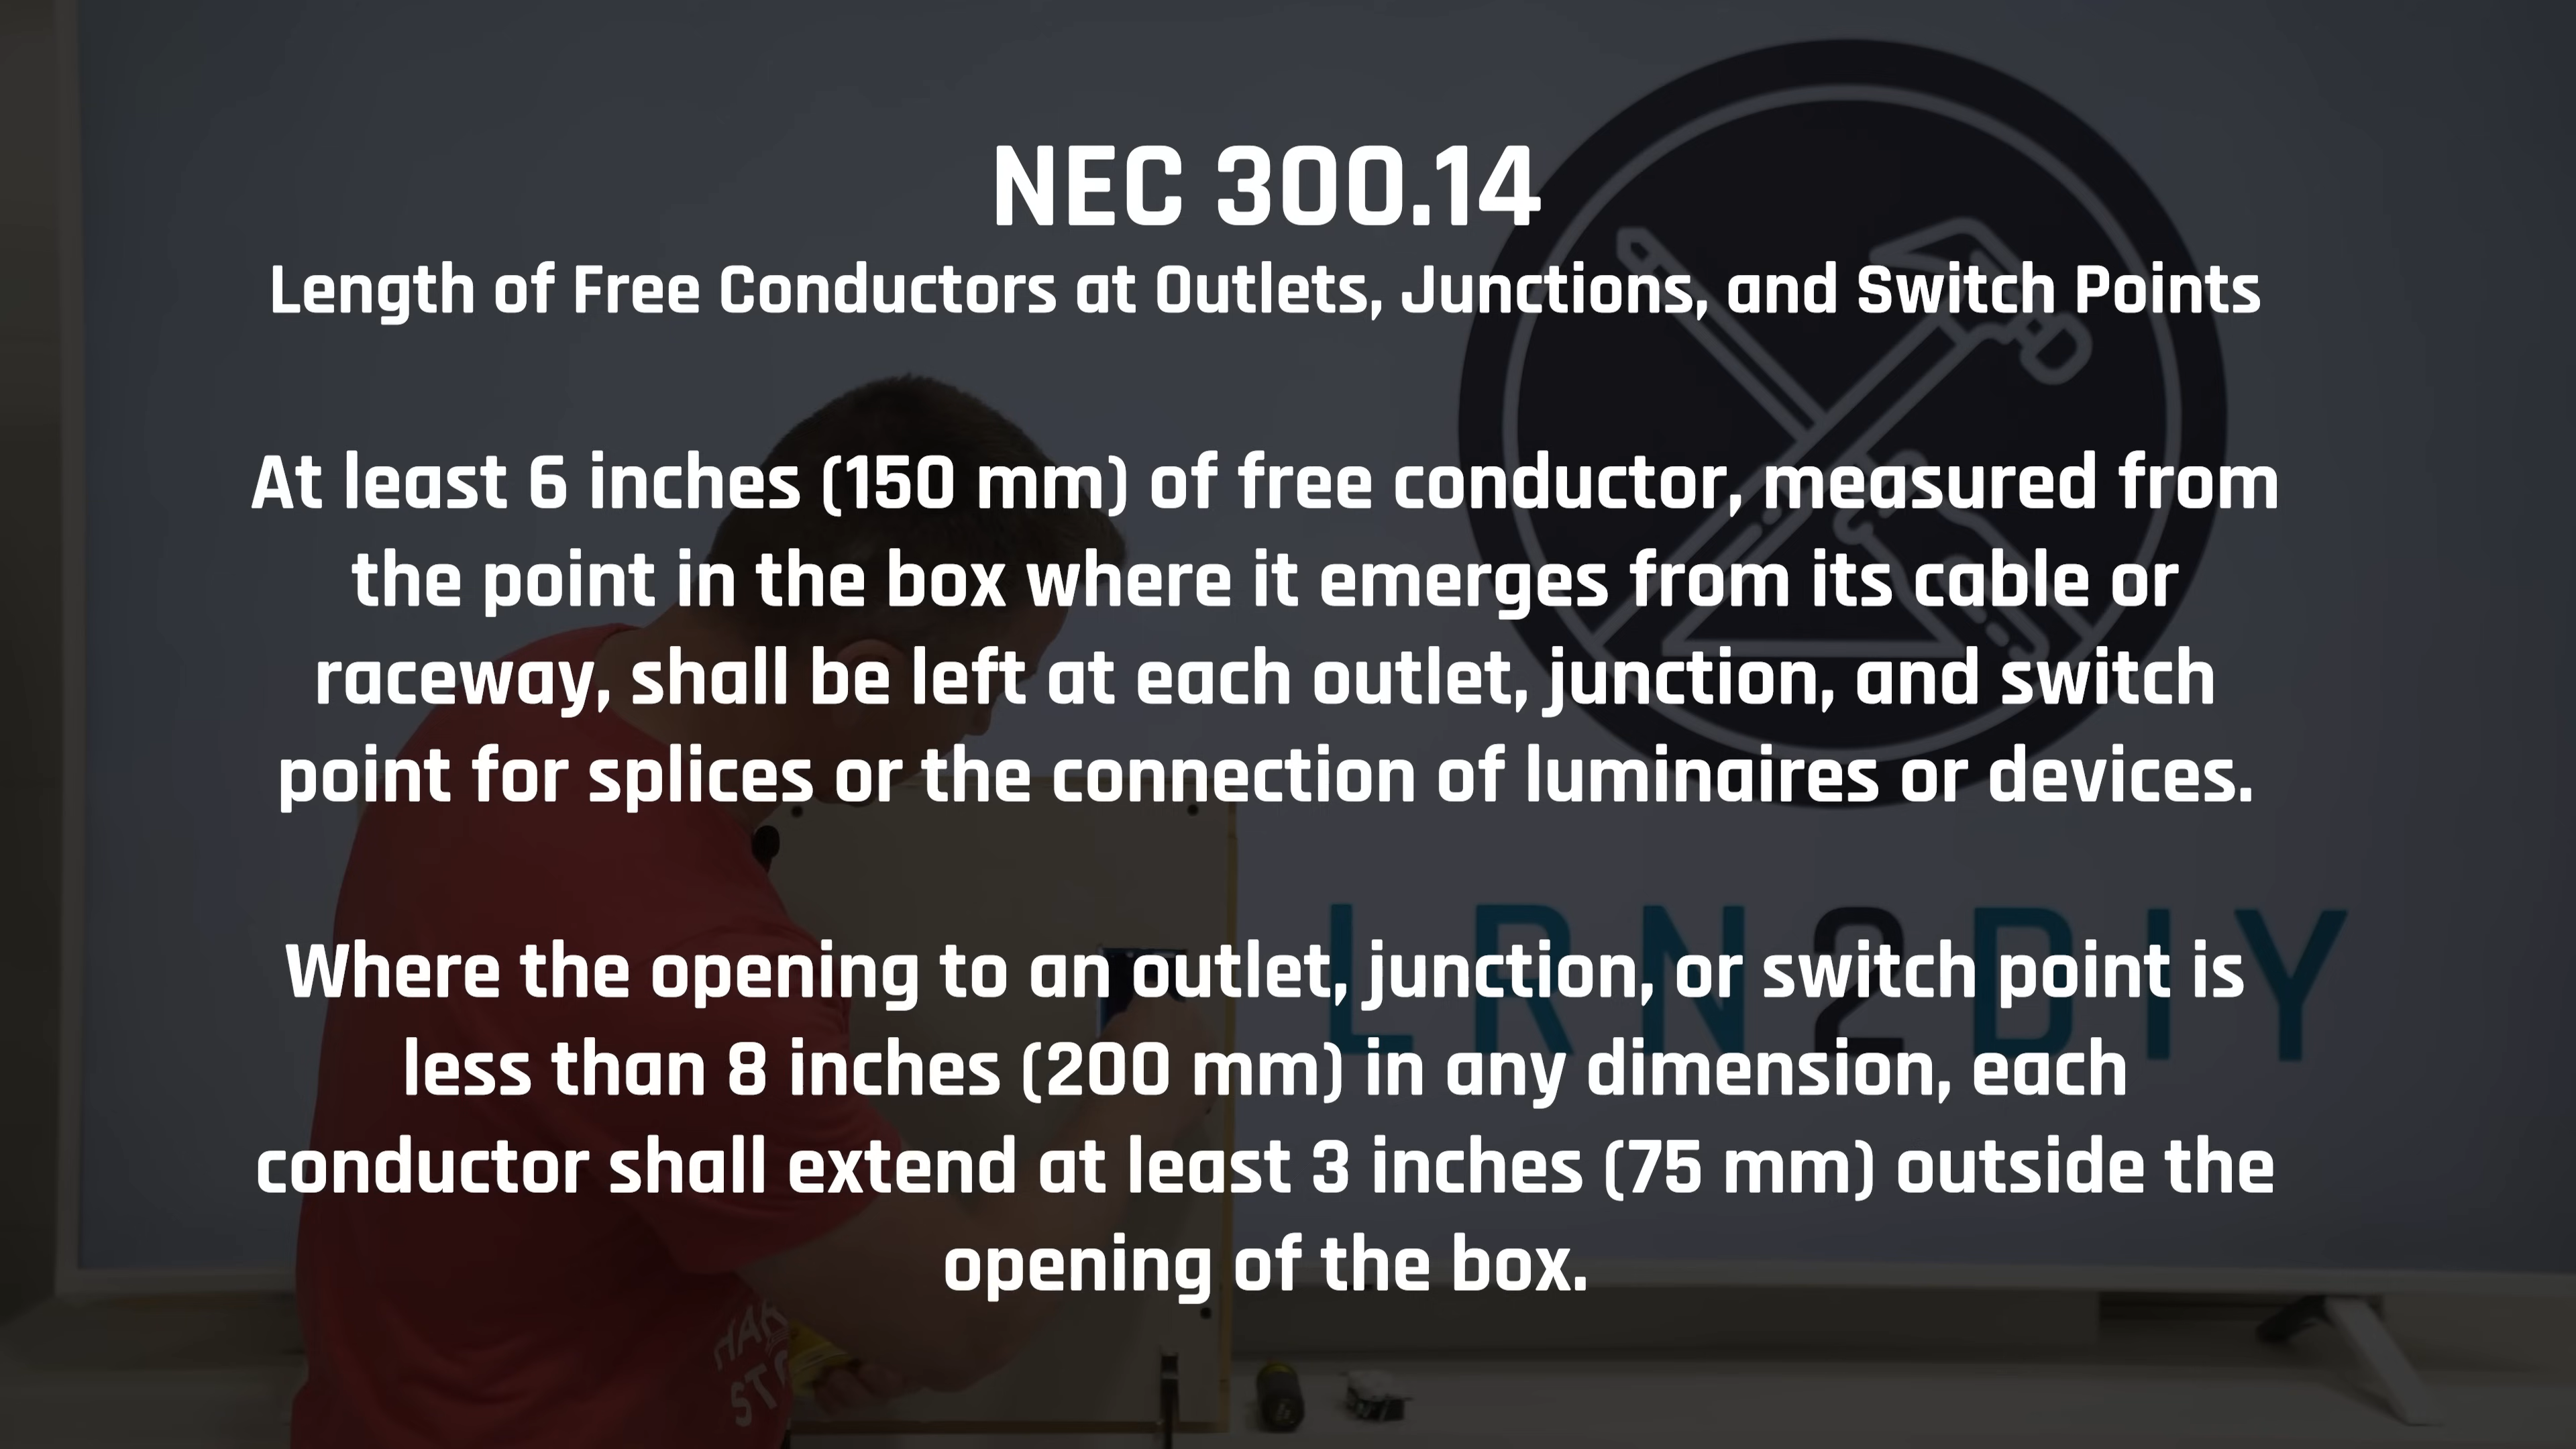 NEC 300.14
Length of Free Conductors at Outlets, Junctions, and Switch Points
At least 6 inches (150 mm) of free conductor, measured from
the point in the box where it emerges from its cable or
raceway, shall be left at each outlet, junction, and switch
point for splices or the connection of luminaires or devices.
Where the opening to an outlet, junction, or switch point is
less than 8 inches (200 mm) in any dimension, each
conductor shall extend at least 3 inches (75 mm) outside the
opening of the box.
LRN2DIY